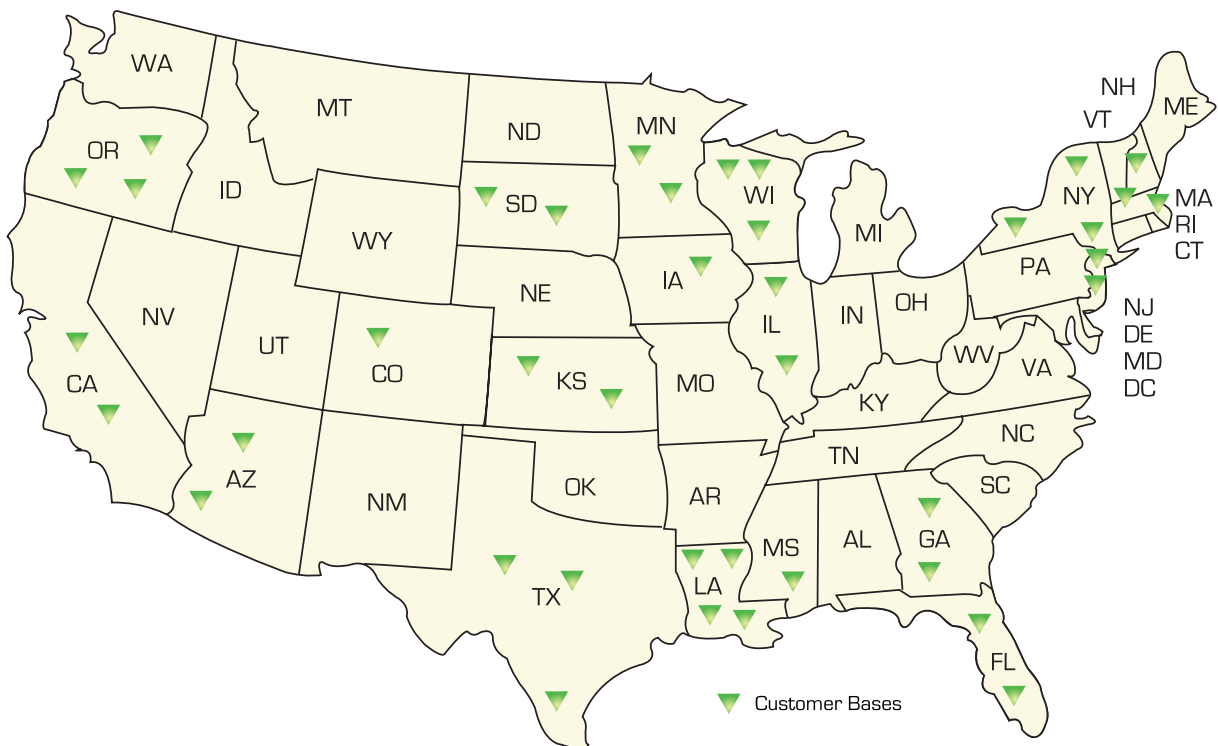 NH
ME
WA
VT
MT
MN
ND
OR
ID
WI
NY
SD
MA
RI
WY
MI
CT
PA
IA
NE
OH
NJ
NV
IL
IN
DE
UT
WV
MD
CO
KS
MO
VA
CA
DC
KY
NC
TN
AZ
OK
SC
NM
AR
GA
AL
MS
LA
TX
FL
Customer Bases